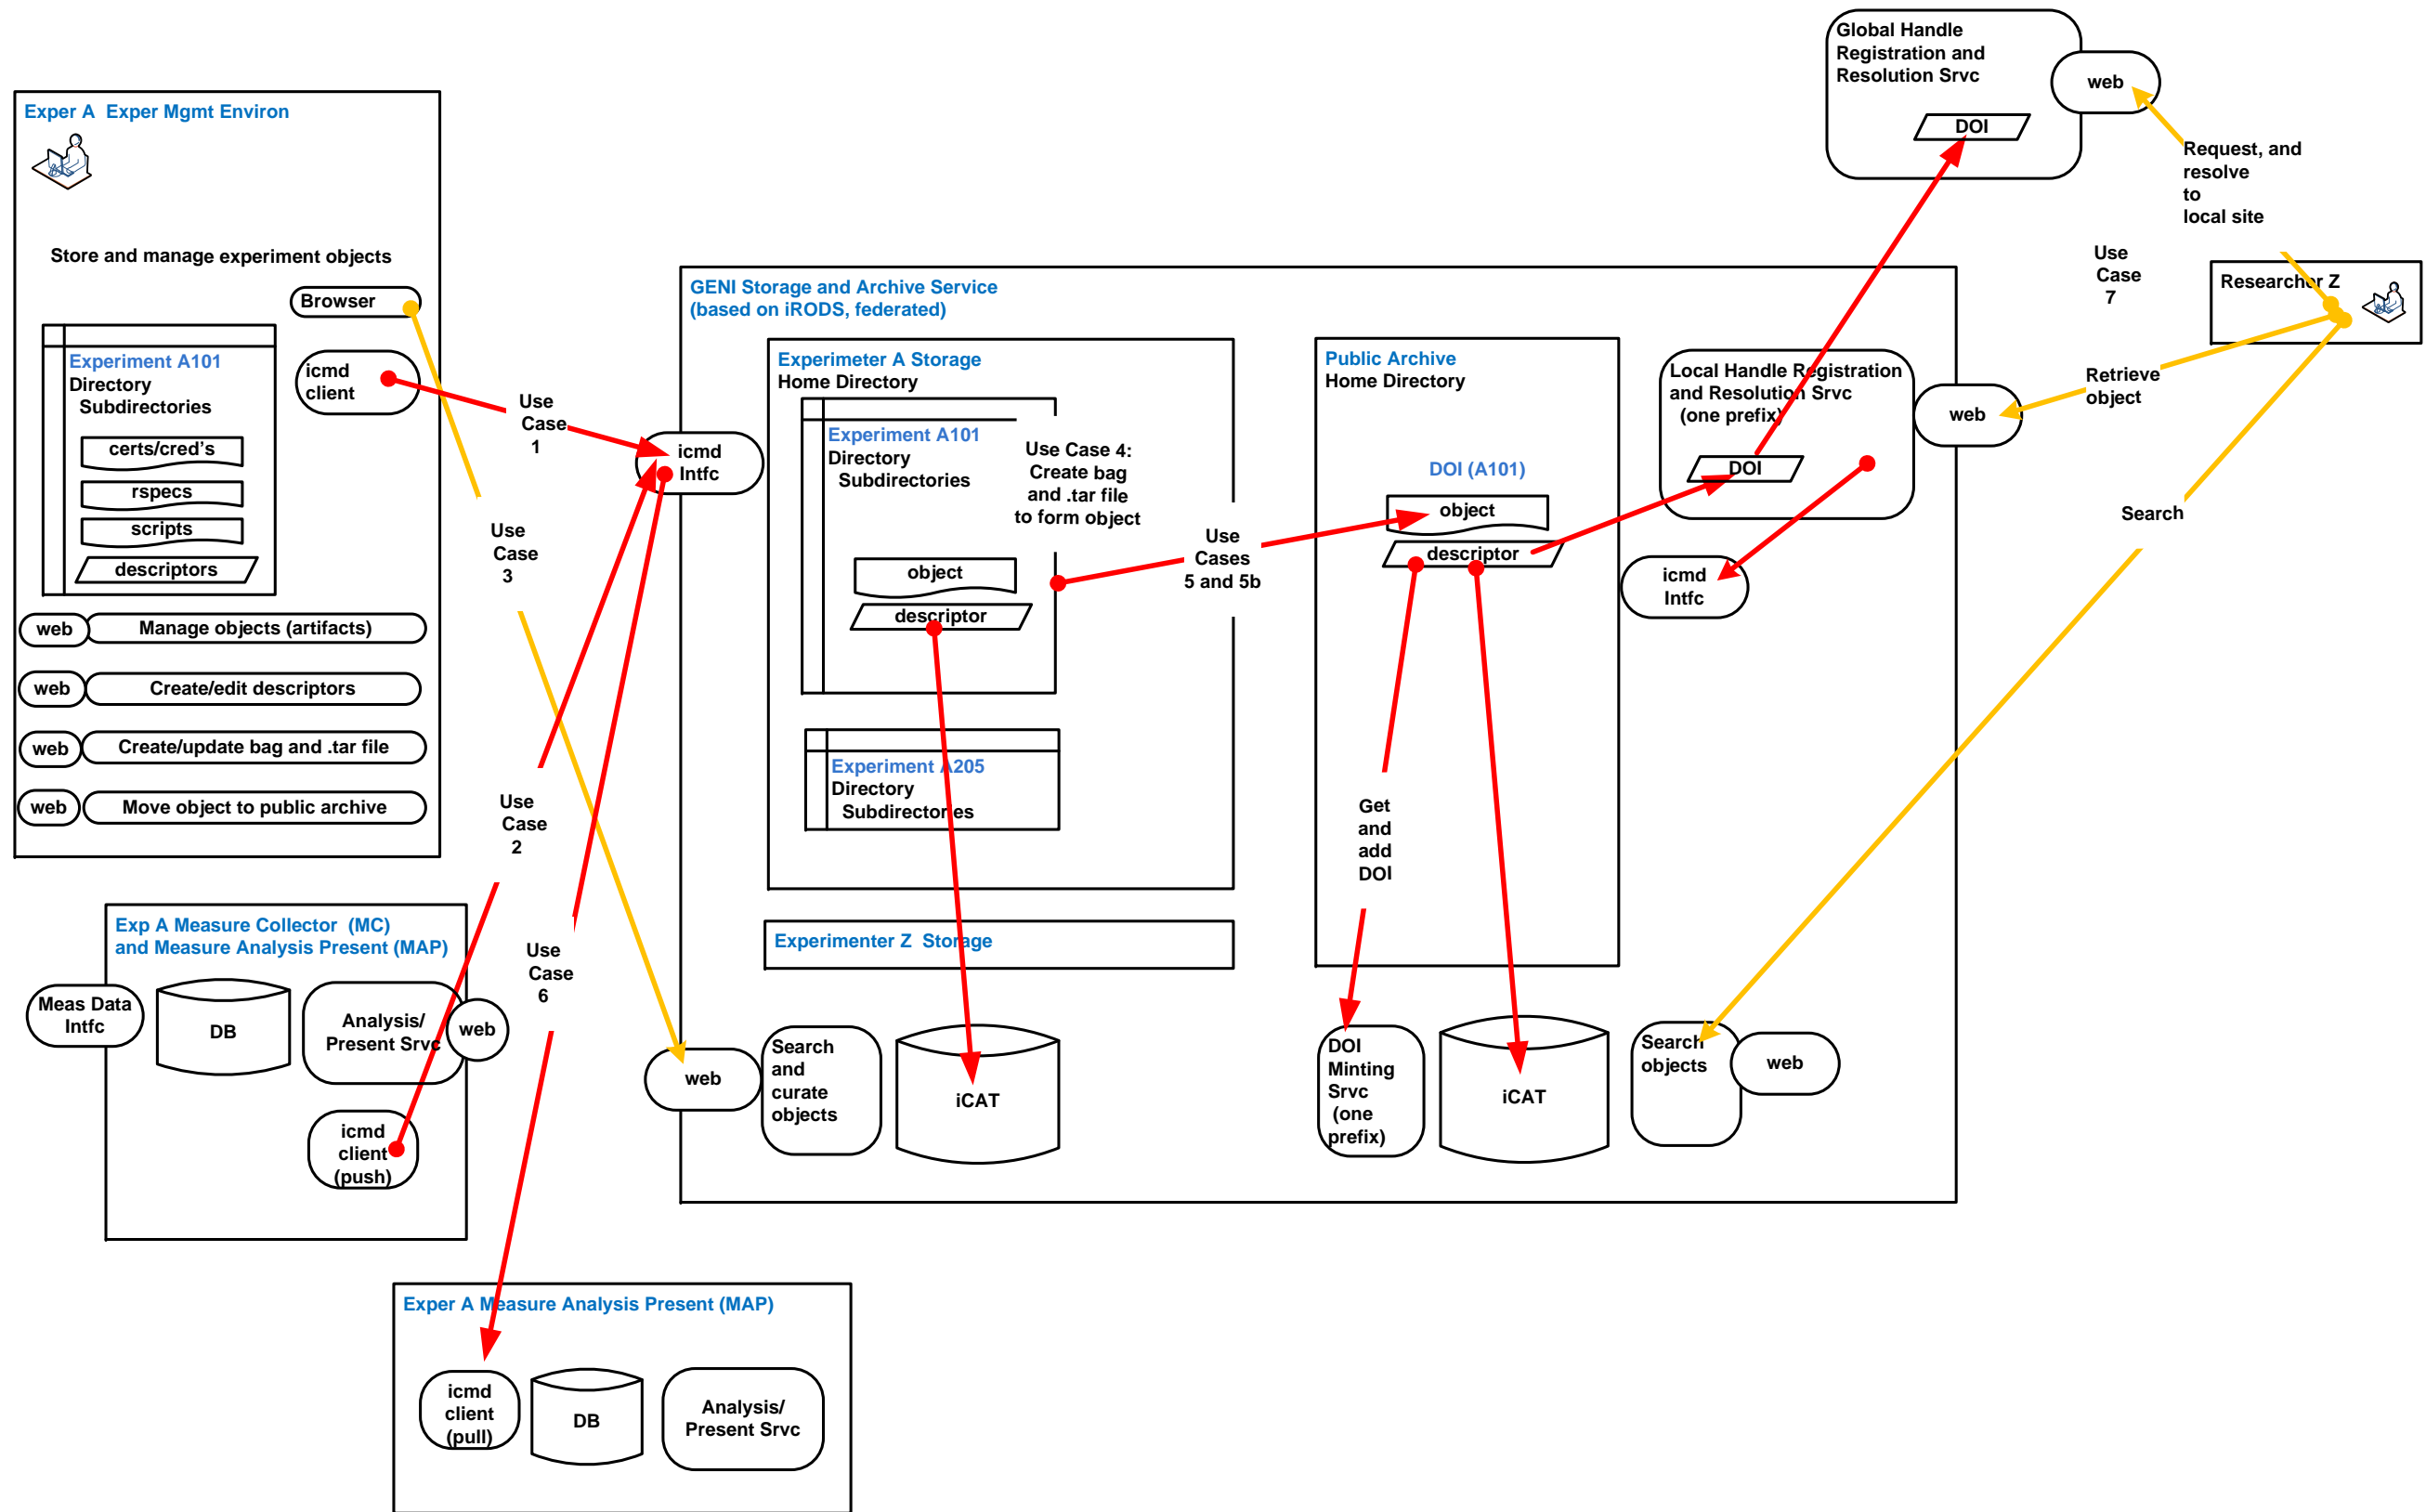 Global Handle
Registration and
Resolution Srvc
web
DOI
Request, and
resolve
to
local site
Use
Case
7
Researcher Z
Retrieve
object
Search
Exper A  Exper Mgmt Environ
Store and manage experiment objects
Browser
icmd
client
Experiment A101
Directory
Subdirectories
certs/cred's
rspecs
scripts
descriptors
web
Manage objects (artifacts)
web
Create/edit descriptors
web
Create/update bag and .tar file
web
Move object to public archive
Use
Case
1
Use
Case
3
Use
Case
2
Use
Case
6
GENI Storage and Archive Service
(based on iRODS, federated)
icmd
Intfc
Experimeter A Storage
Home Directory
Experiment A101
Directory
Subdirectories
Use Case 4:
Create bag
and .tar file
to form object
object
descriptor
Experiment A205
Directory
Subdirectories
Experimenter Z  Storage
Use
Cases
5 and 5b
Public Archive
Home Directory
DOI (A101)
object
descriptor
Get
and
add
DOI
Local Handle Registration
and Resolution Srvc
(one prefix)
DOI
web
icmd
Intfc
web
Search
and
curate
objects
iCAT
DOI
Minting
Srvc
(one
prefix)
iCAT
Search
objects
web
Exp A Measure Collector  (MC)
and Measure Analysis Present (MAP)
Meas Data
Intfc
DB
Analysis/
Present Srvc
web
icmd
client
(push)
Exper A Measure Analysis Present (MAP)
icmd
client
(pull)
DB
Analysis/
Present Srvc